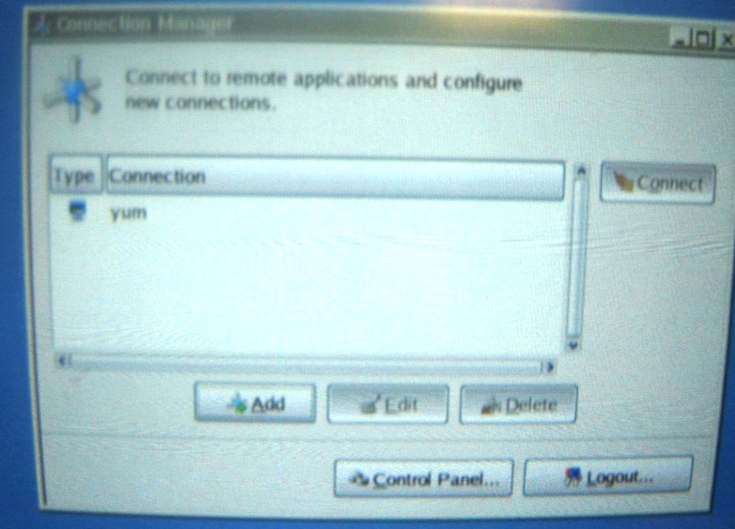 Connection Manager
Connect to remote applications and configure
new connections.
Type Connection
Connect
yum
Add Edit Delete
Control Panel... Logout...